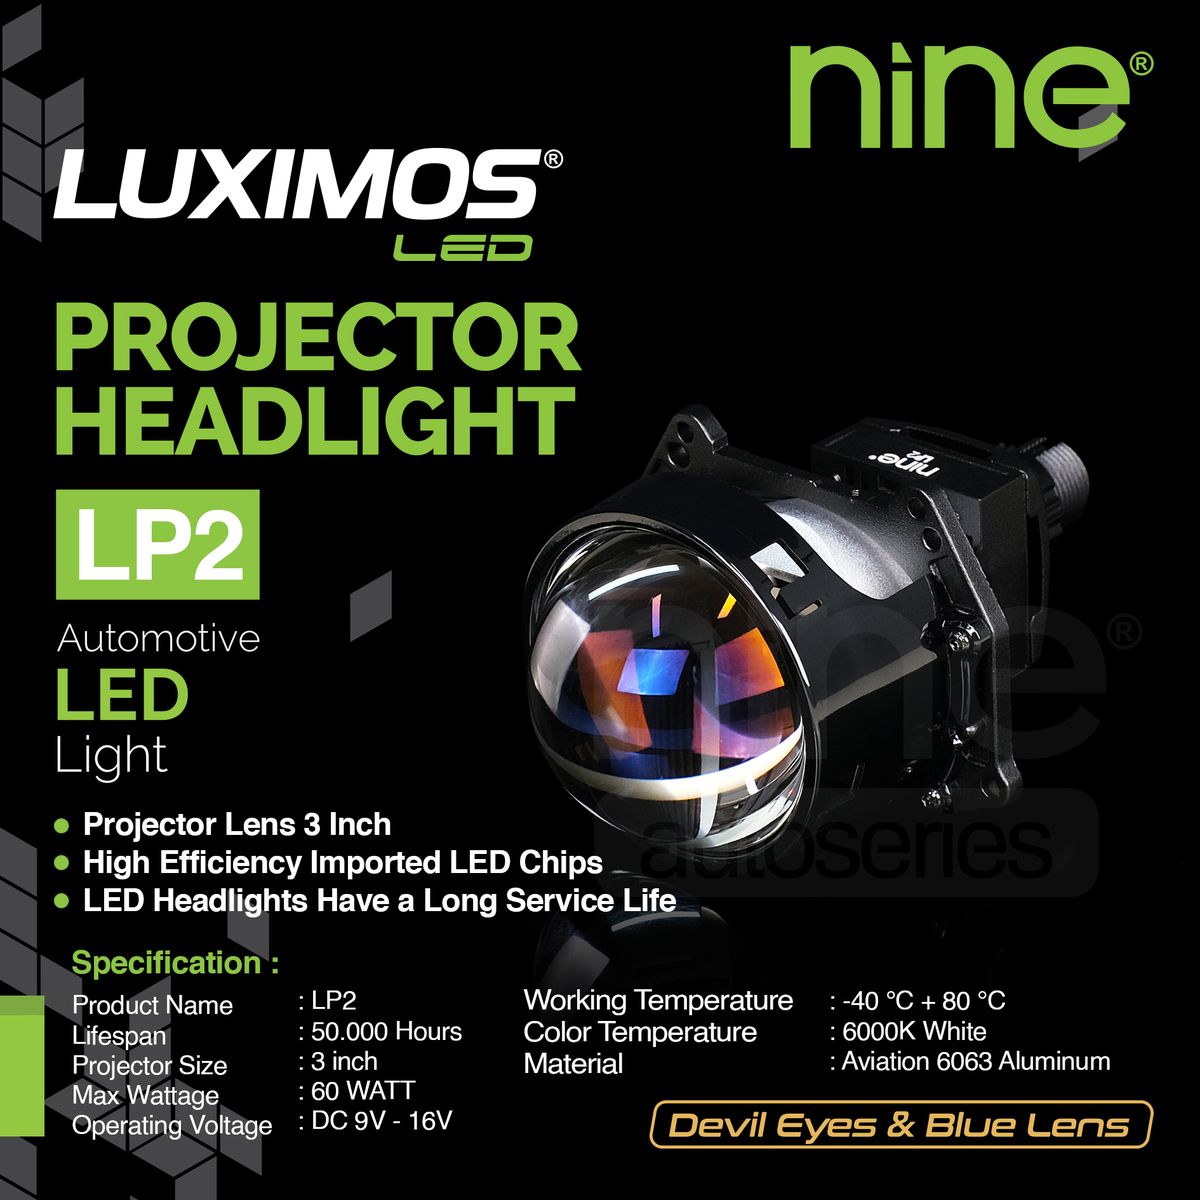 nine®
LUXIMOS®
LED
PROJECTOR
HEADLIGHT
LP2
Automotive
LED
Light
nine®
LP2
nine®
autoseries
• Projector Lens 3 Inch
• High Efficiency Imported LED Chips
• LED Headlights Have a Long Service Life
Specification :
Product Name : LP2
Lifespan : 50.000 Hours
Projector Size : 3 inch
Max Wattage : 60 WATT
Operating Voltage : DC 9V - 16V
Working Temperature : -40 °C + 80 °C
Color Temperature : 6000K White
Material : Aviation 6063 Aluminum
Devil Eyes & Blue Lens